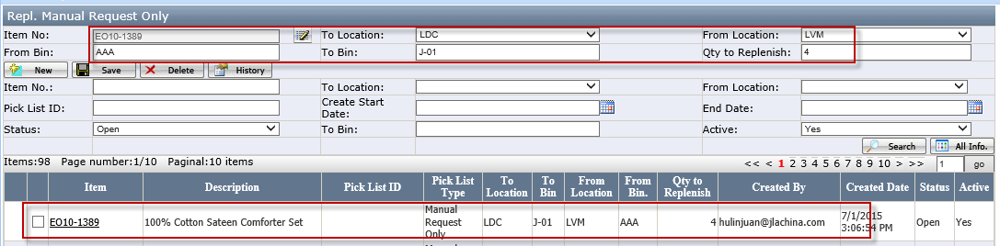 Repl. Manual Request Only
Item No: EO10-1389 To Location: LDC From Location: LVM
From Bin: AAA To Bin: J-01 Qty to Replenish: 4
New Save Delete History
Item No.: To Location: From Location:
Pick List ID: Create Start Date: End Date:
Status: Open To Bin: Active: Yes
Search All Info.
Items:98 Page number:1/10 Paginal:10 items << < 1 2 3 4 5 6 7 8 9 10 > >> 1 go
Item Description Pick List ID Pick List Type To Location To Bin From Location From Bin. Qty to Replenish Created By Created Date Status Active
EO10-1389 100% Cotton Sateen Comforter Set Manual Request Only LDC J-01 LVM AAA 4 hulinjuan@jlachina.com 7/1/2015 3:06:54 PM Open Yes